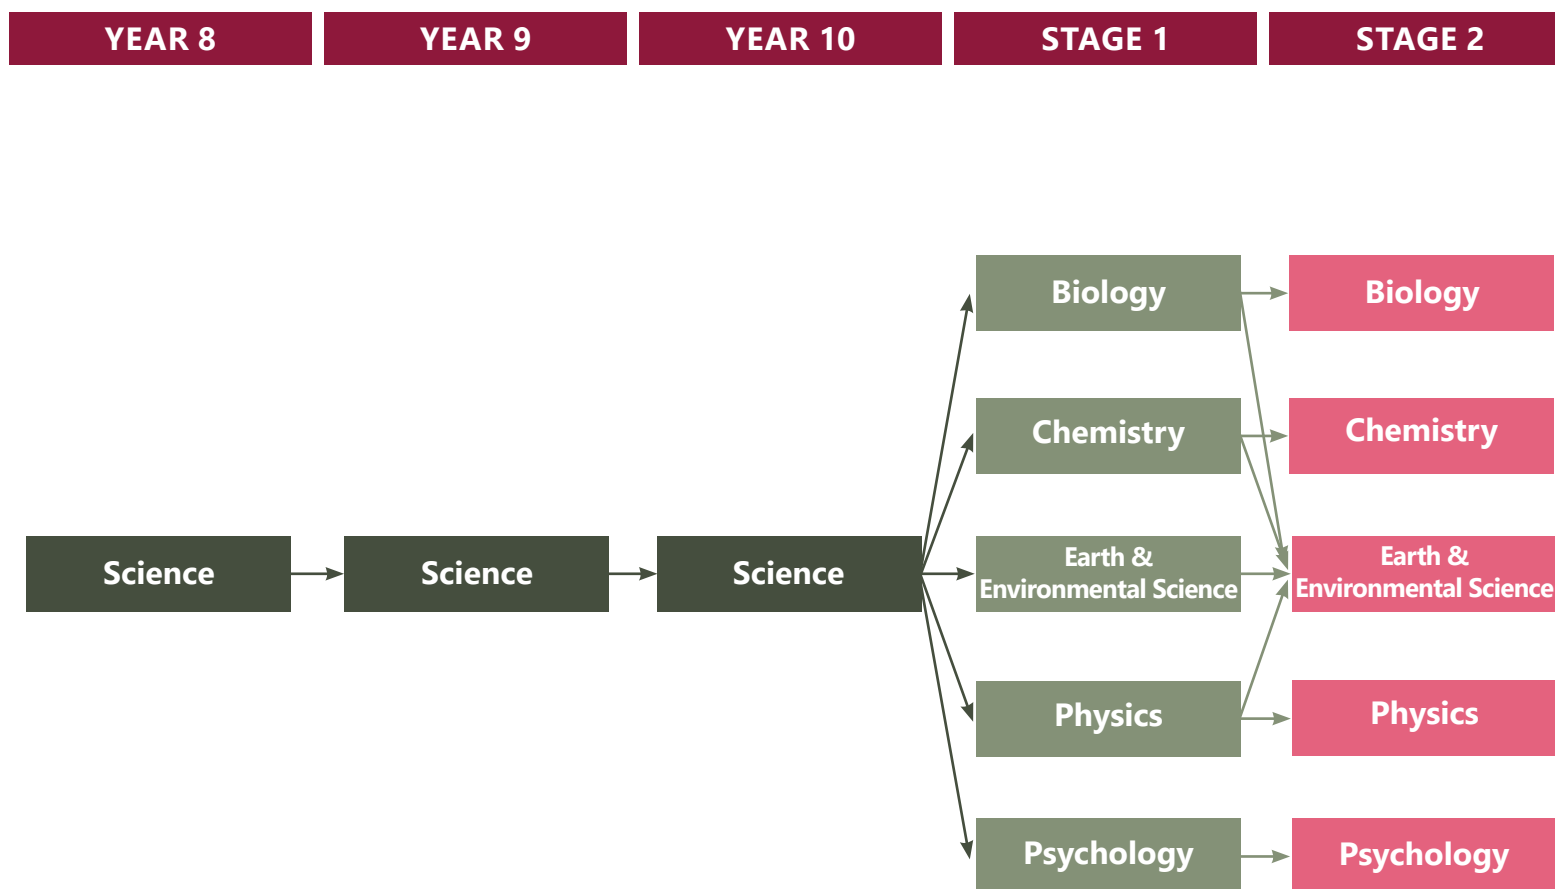 YEAR 8
YEAR 9
YEAR 10
STAGE 1
STAGE 2
Biology
Biology
Chemistry
Chemistry
Science
Science
Science
Earth &
Environmental Science
Earth &
Environmental Science
Physics
Physics
Psychology
Psychology